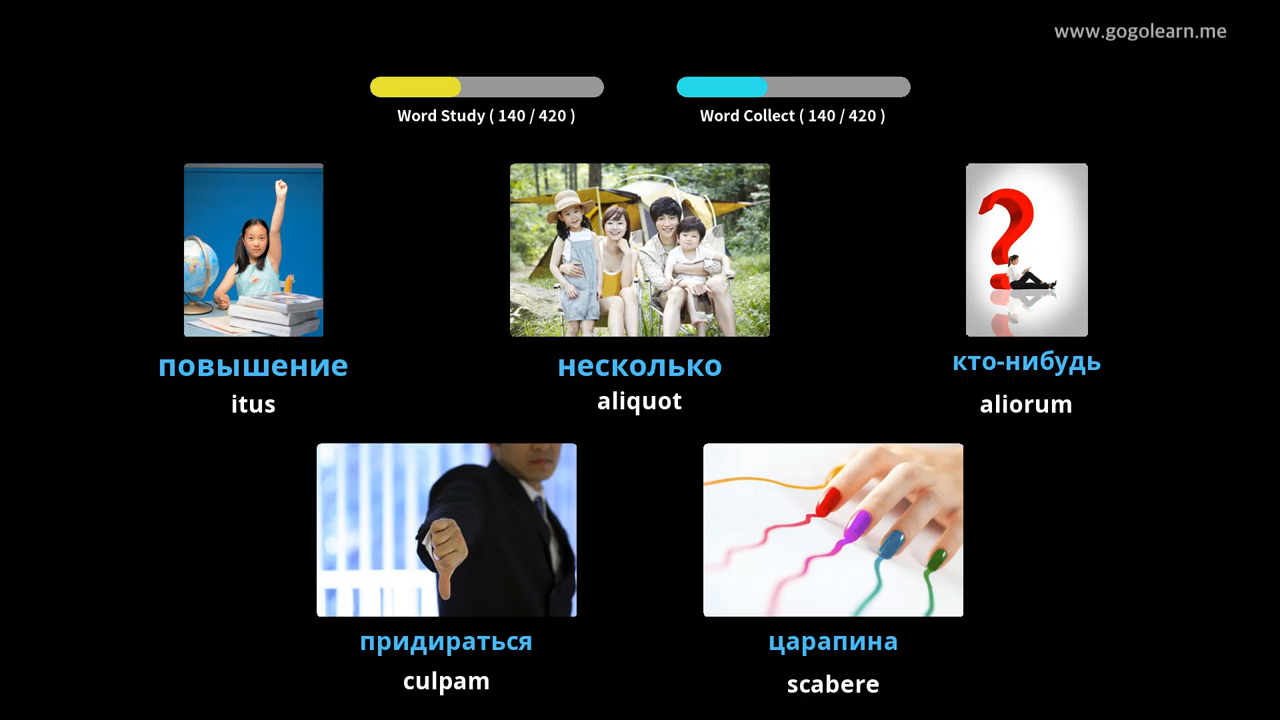 www.gogolearn.me
Word Study ( 140 / 420 )
Word Collect ( 140 / 420 )
повышение
itus
несколько
aliquot
кто-нибудь
aliorum
придираться
culpam
царапина
scabere